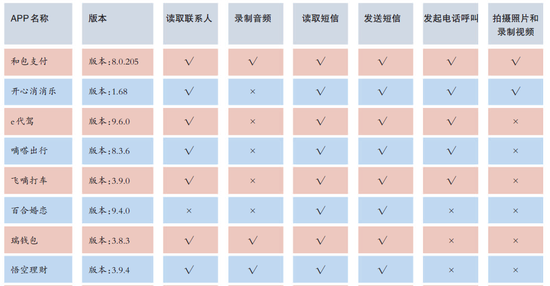 APP名称 版本 读取联系人 录制音频 读取短信 发送短信 发起电话呼叫 拍摄照片和
录制视频
和包支付 版本:8.0.205 √ √ √ √ √ √
开心消消乐 版本:1.68 √ × √ √ √ √
e代驾 版本:9.6.0 √ × √ √ √ ×
嘀嗒出行 版本:8.3.6 √ × √ √ √ ×
飞嘀打车 版本:3.9.0 √ × √ √ √ ×
百合婚恋 版本:9.4.0 × × √ √ × ×
瑞钱包 版本:3.8.3 √ √ √ √ × ×
悟空理财 版本:3.9.4 √ √ √ √ × ×